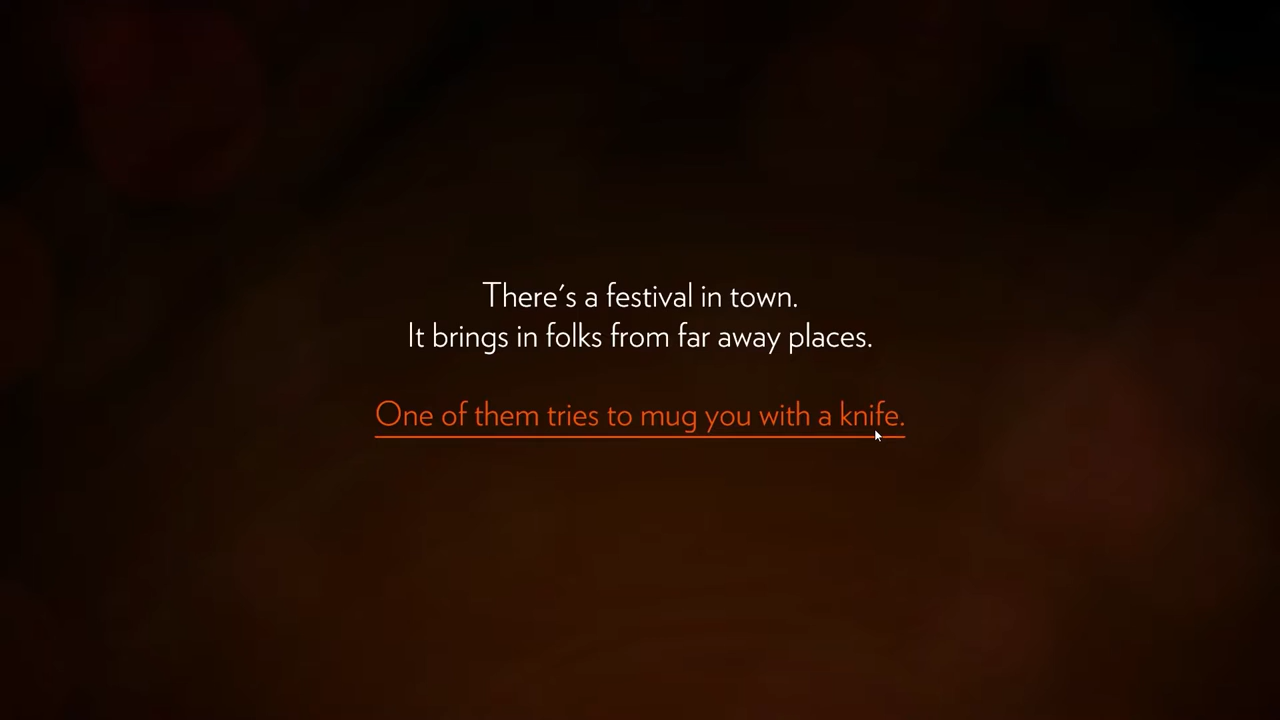 There's a festival in town.
It brings in folks from far away places.
One of them tries to mug you with a knife.